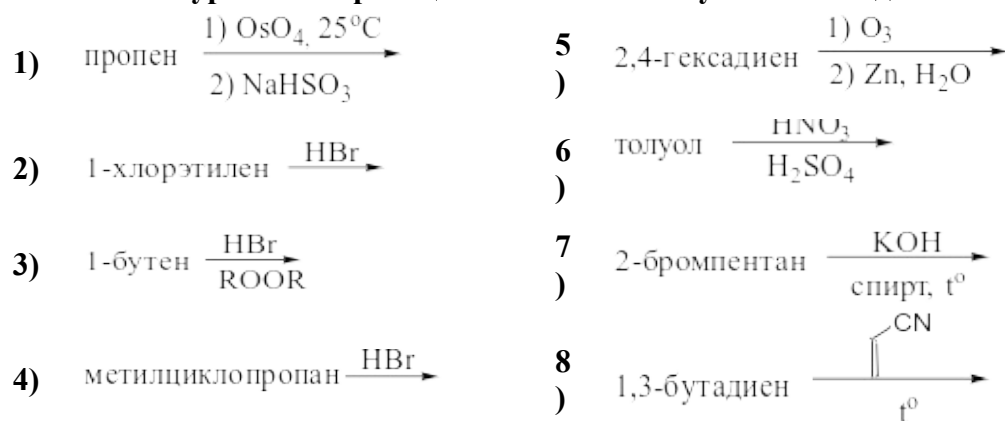 1) пропен 1) OsO₄, 25°C
2) NaHSO₃
2) 1-хлорэтилен HBr
3) 1-бутен HBr
ROOR
4) метилциклопропан HBr
5) 2,4-гексадиен 1) O₃
2) Zn, H₂O
6) толуол HNO₃
H₂SO₄
7) 2-бромпентан KOH
спирт, t°
8) 1,3-бутадиен CN
t°